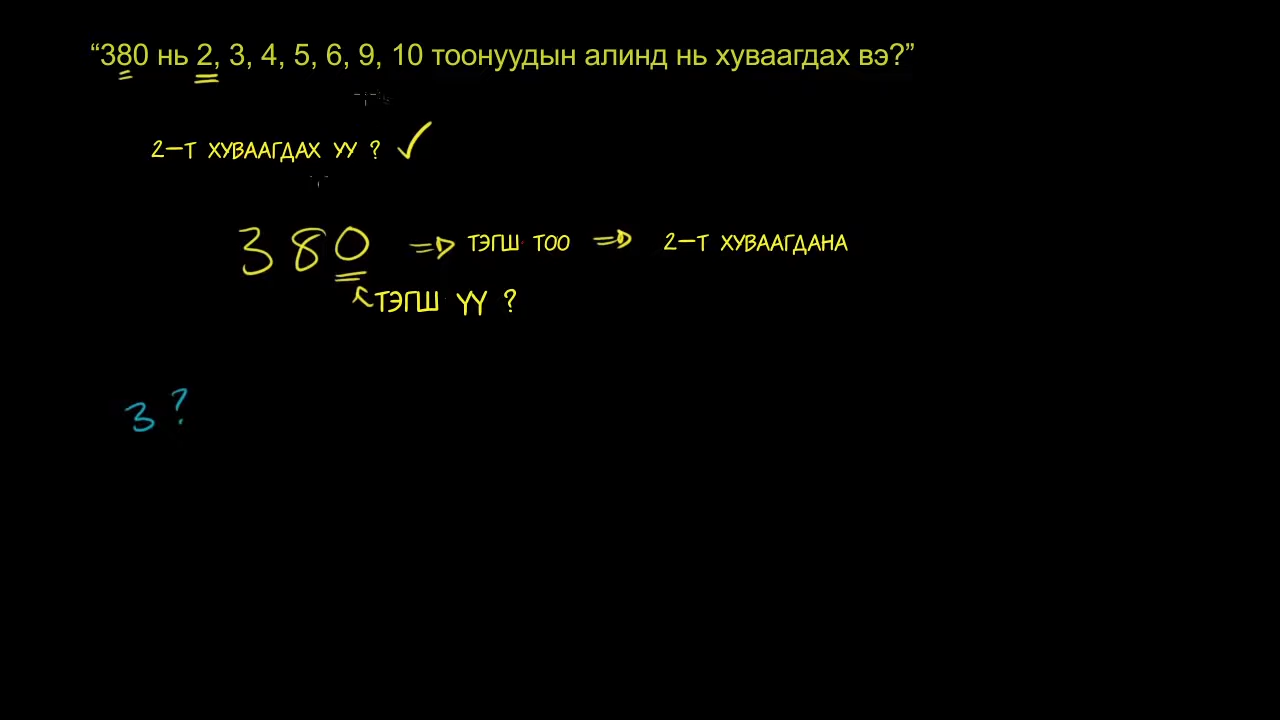 “380 нь 2, 3, 4, 5, 6, 9, 10 тоонуудын алинд нь хуваагдах вэ?”
2-Т ХУВААГДАХ УУ ? ✓
380 ⇒ ТЭГШ ТОО ⇒ 2-Т ХУВААГДАНА
ТЭГШ ҮҮ ?
3 ?